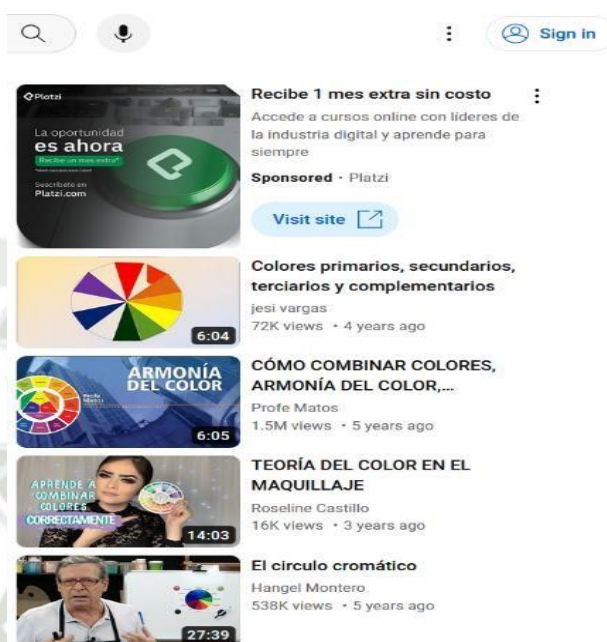 Sign in
Platzi
La oportunidad
es ahora
Recibe un mes extra*
Suscríbete en
Platzi.com
Recibe 1 mes extra sin costo
Accede a cursos online con líderes de
la industria digital y aprende para
siempre
Sponsored · Platzi
Visit site
6:04
Colores primarios, secundarios,
terciarios y complementarios
jesi vargas
72K views · 4 years ago
ARMONÍA
DEL COLOR
Profe
Matos
6:05
CÓMO COMBINAR COLORES,
ARMONÍA DEL COLOR,...
Profe Matos
1.5M views · 5 years ago
APRENDE A
COMBINAR
COLORES
CORRECTAMENTE
14:03
TEORÍA DEL COLOR EN EL
MAQUILLAJE
Roseline Castillo
16K views · 3 years ago
27:39
El circulo cromático
Hangel Montero
538K views · 5 years ago